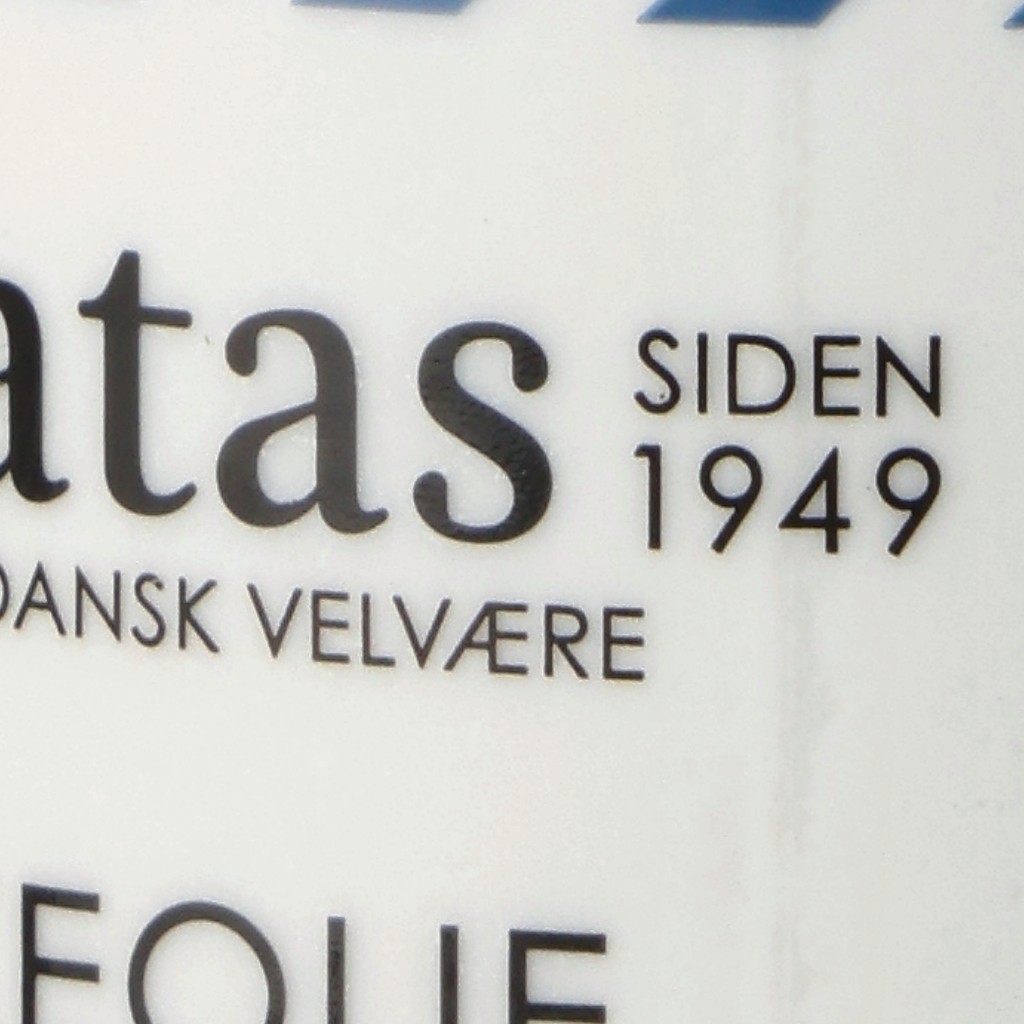 atas
SIDEN
1949
DANSK VELVÆRE